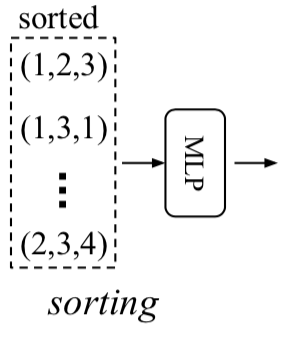 sorted
(1,2,3)
(1,3,1)
⋮
(2,3,4)
MLP
sorting